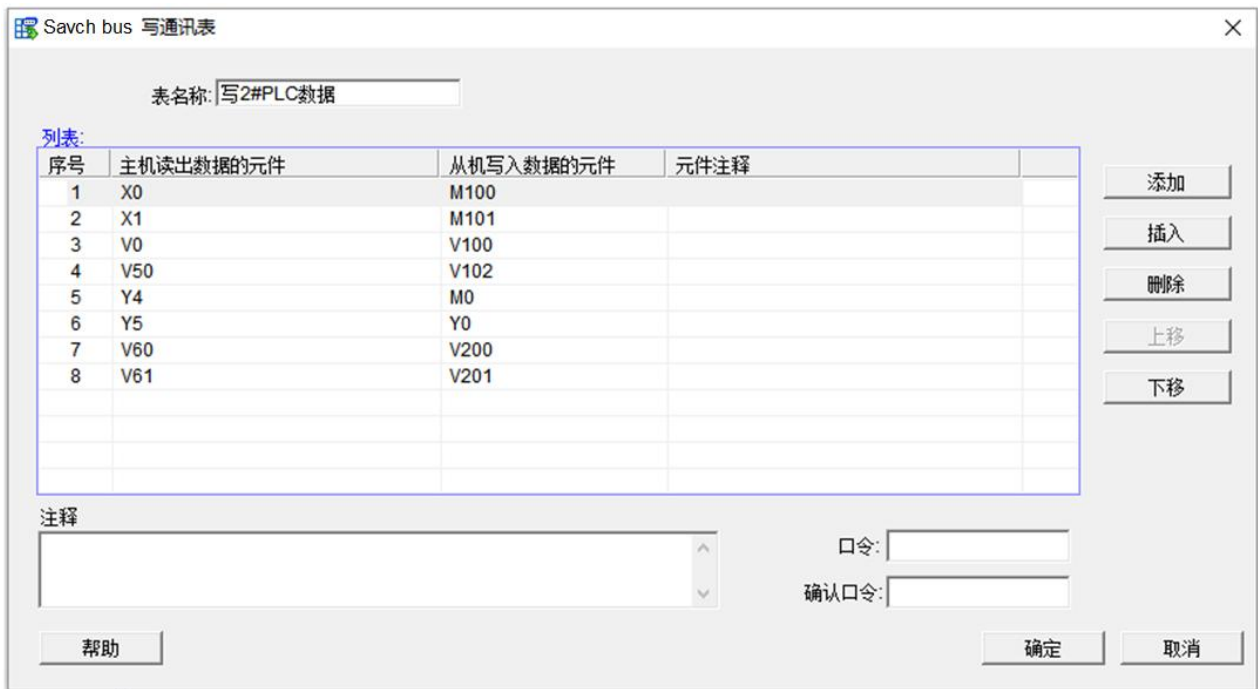 Savch bus 写通讯表
表名称: 写2#PLC数据
列表:
序号 主机读出数据的元件 从机写入数据的元件 元件注释
1 X0 M100
2 X1 M101
3 V0 V100
4 V50 V102
5 Y4 M0
6 Y5 Y0
7 V60 V200
8 V61 V201
添加
插入
删除
上移
下移
注释
口令:
确认口令:
帮助 确定 取消